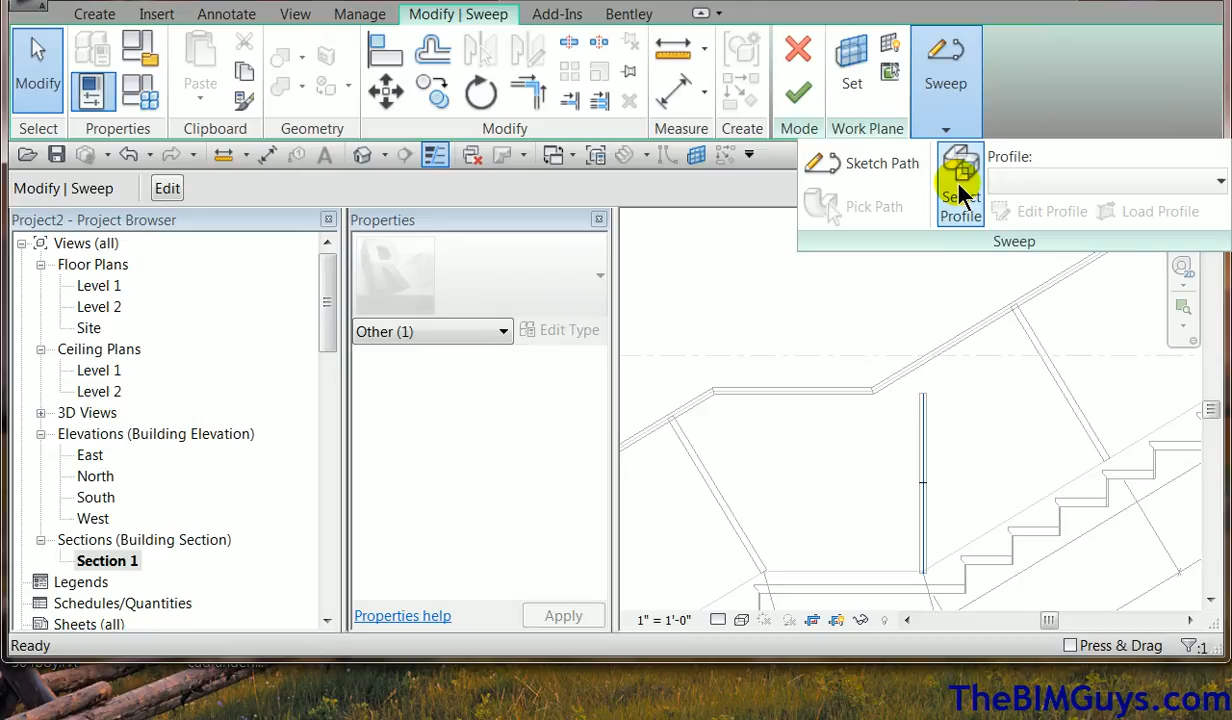 Create Insert Annotate View Manage Modify | Sweep Add-Ins Bentley
Modify Paste Set Sweep
Select Properties Clipboard Geometry Modify Measure Create Mode Work Plane
Sketch Path
Pick Path
Select
Profile
Profile:
Edit Profile Load Profile
Sweep
Modify | Sweep Edit
Project2 - Project Browser
Views (all)
Floor Plans
Level 1
Level 2
Site
Ceiling Plans
Level 1
Level 2
3D Views
Elevations (Building Elevation)
East
North
South
West
Sections (Building Section)
Section 1
Legends
Schedules/Quantities
Sheets (all)
Properties
Other (1) Edit Type
Properties help Apply
2D
1" = 1'-0"
Ready
Press & Drag :1
TheBIMGuys.com